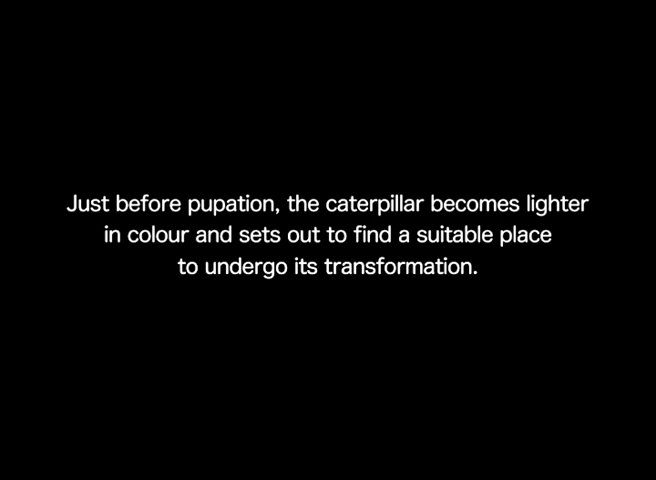 Just before pupation, the caterpillar becomes lighter
in colour and sets out to find a suitable place
to undergo its transformation.